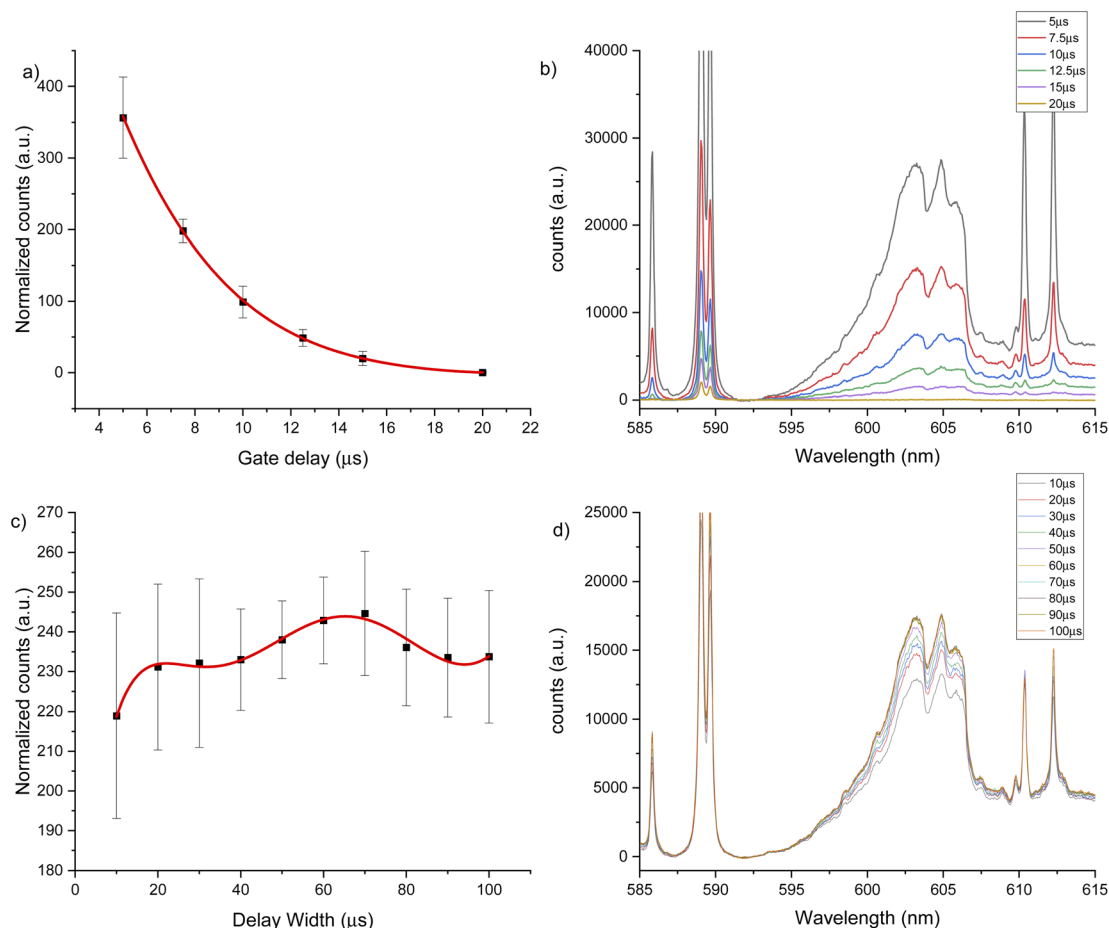 a)
Normalized counts (a.u.)
400
300
200
100
0
4 6 8 10 12 14 16 18 20 22
Gate delay (μs)
b)
5μs
7.5μs
10μs
12.5μs
15μs
20μs
counts (a.u.)
40000
30000
20000
10000
0
585 590 595 600 605 610 615
Wavelength (nm)
c)
Normalized counts (a.u.)
270
260
250
240
230
220
210
200
190
180
0 20 40 60 80 100
Delay Width (μs)
d)
10μs
20μs
30μs
40μs
50μs
60μs
70μs
80μs
90μs
100μs
counts (a.u.)
25000
20000
15000
10000
5000
0
585 590 595 600 605 610 615
Wavelength (nm)